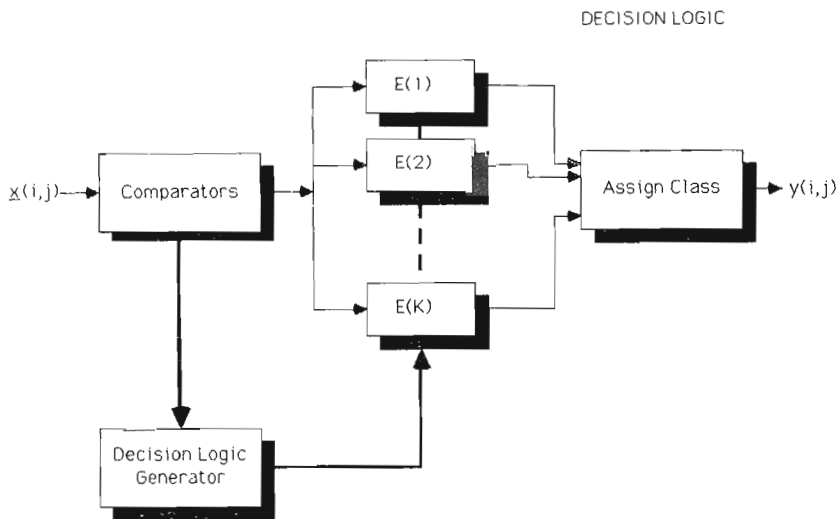 DECISION LOGIC
E(1)
E(2)
x(i,j)
Comparators
Assign Class
y(i,j)
E(K)
Decision Logic
Generator